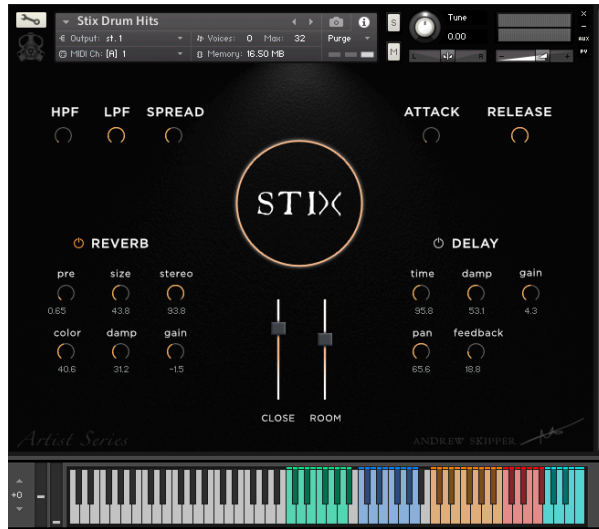 Stix Drum Hits
Output: st. 1
Voices: 0 Max: 32
Purge
MIDI Ch: [A] 1
Memory: 16.50 MB
S
M
Tune
0.00
L R
AUX
PV
HPF LPF SPREAD
ATTACK RELEASE
STIX
REVERB
pre size stereo
0.65 43.8 93.8
color damp gain
40.6 31.2 -1.5
DELAY
time damp gain
95.8 53.1 4.3
pan feedback
65.6 18.8
CLOSE ROOM
Artist Series
ANDREW SKIPPER
+0